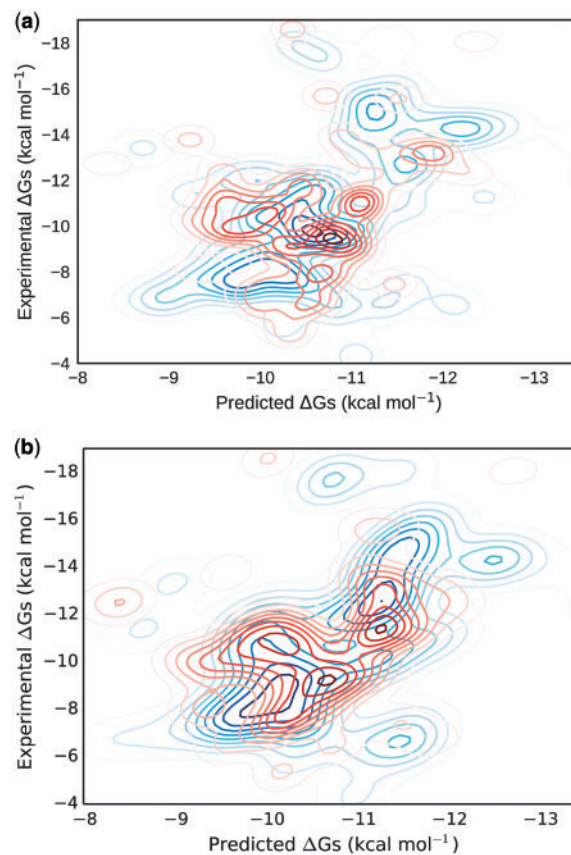 (a)
−18
−16
−14
−12
−10
−8
−6
−4
Experimental ΔGs (kcal mol⁻¹)
−8 −9 −10 −11 −12 −13
Predicted ΔGs (kcal mol⁻¹)
(b)
−18
−16
−14
−12
−10
−8
−6
−4
Experimental ΔGs (kcal mol⁻¹)
−8 −9 −10 −11 −12 −13
Predicted ΔGs (kcal mol⁻¹)